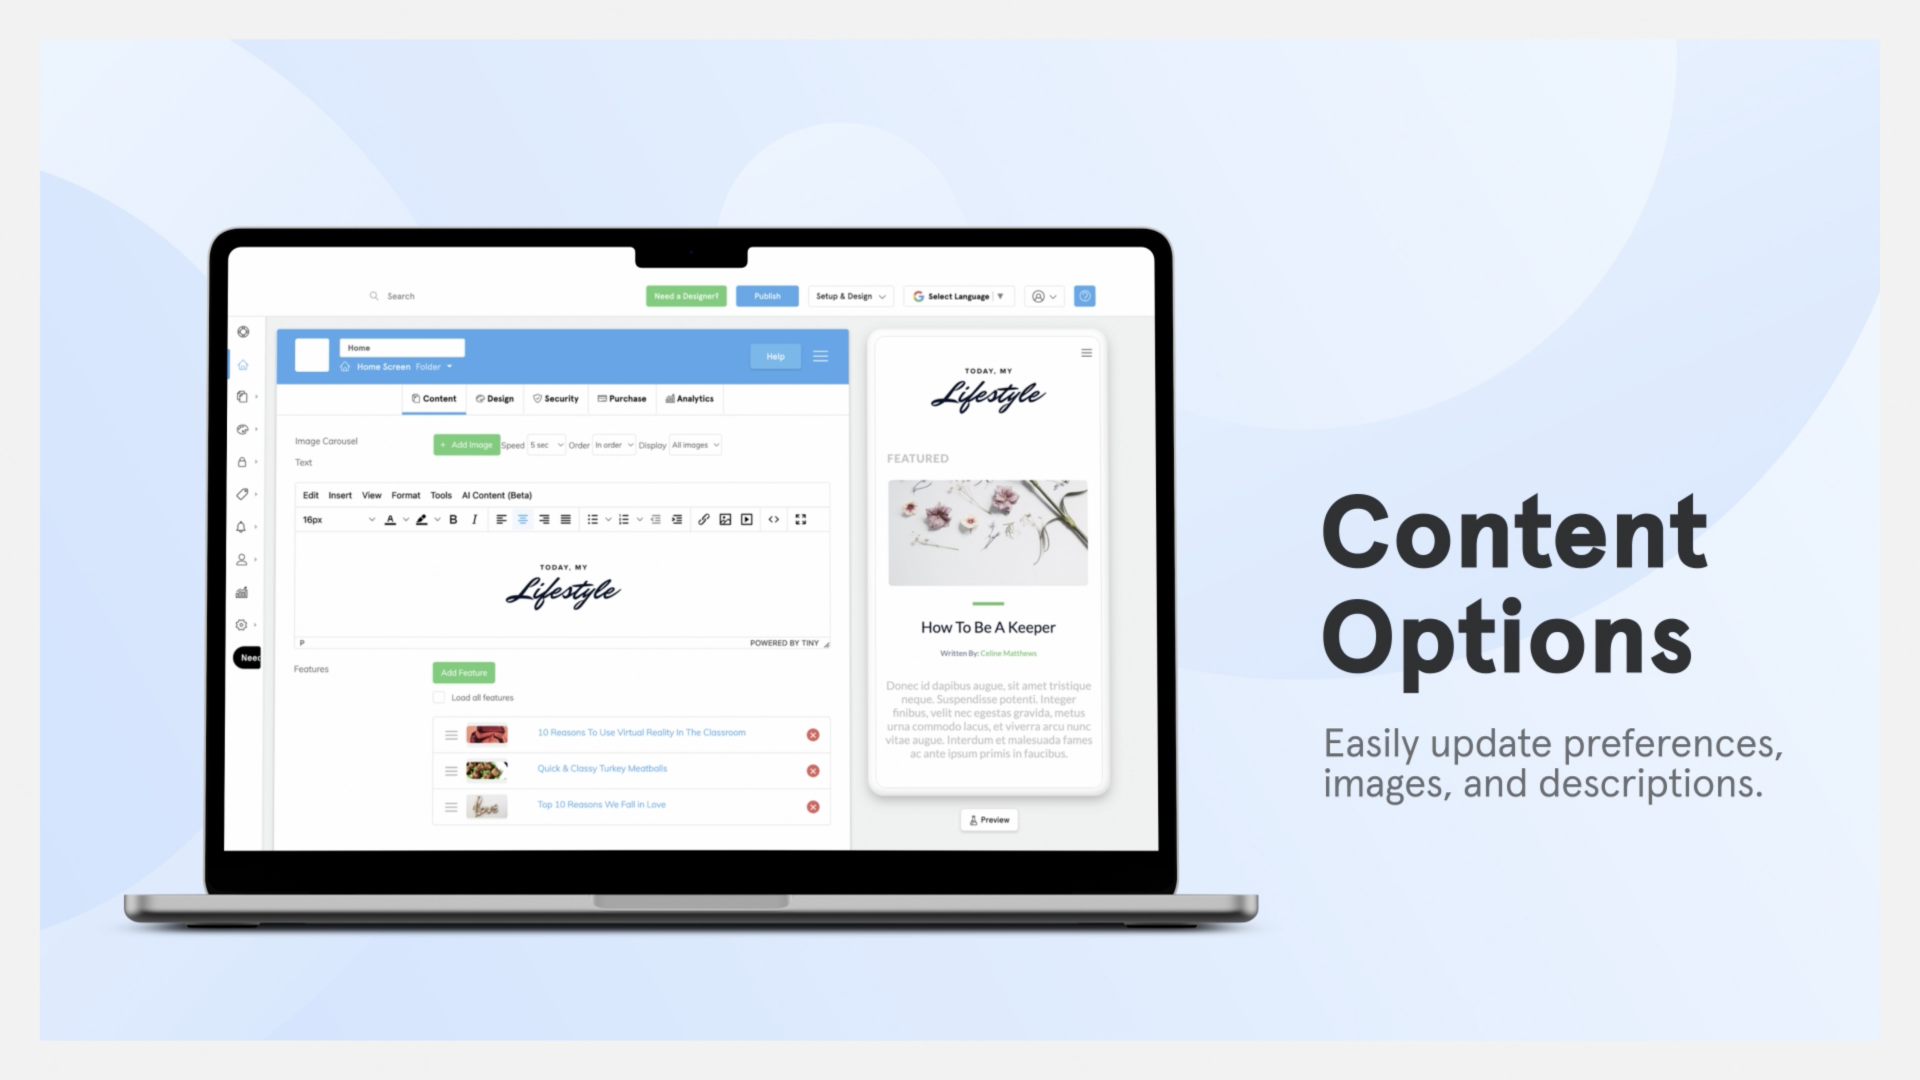 Search
Need a Designer?
Publish
Setup & Design
Select Language
Home
Home Screen Folder
Help
Content
Design
Security
Purchase
Analytics
Image Carousel
+ Add Image Speed 5 sec Order In order Display All images
Text
Edit Insert View Format Tools AI Content (Beta)
16px A B I
TODAY, MY
Lifestyle
P
POWERED BY TINY
Need
Features
Add Feature
Load all features
10 Reasons To Use Virtual Reality In The Classroom
Quick & Classy Turkey Meatballs
love
Top 10 Reasons We Fall in Love
TODAY, MY
Lifestyle
FEATURED
How To Be A Keeper
Written By: Celine Matthews
Donec id dapibus augue, sit amet tristique
neque. Suspendisse potenti. Integer
finibus, velit nec egestas gravida, metus
urna commodo lacus, et viverra arcu nunc
vitae augue. Interdum et malesuada fames
ac ante ipsum primis in faucibus.
Preview
Content
Options
Easily update preferences,
images, and descriptions.